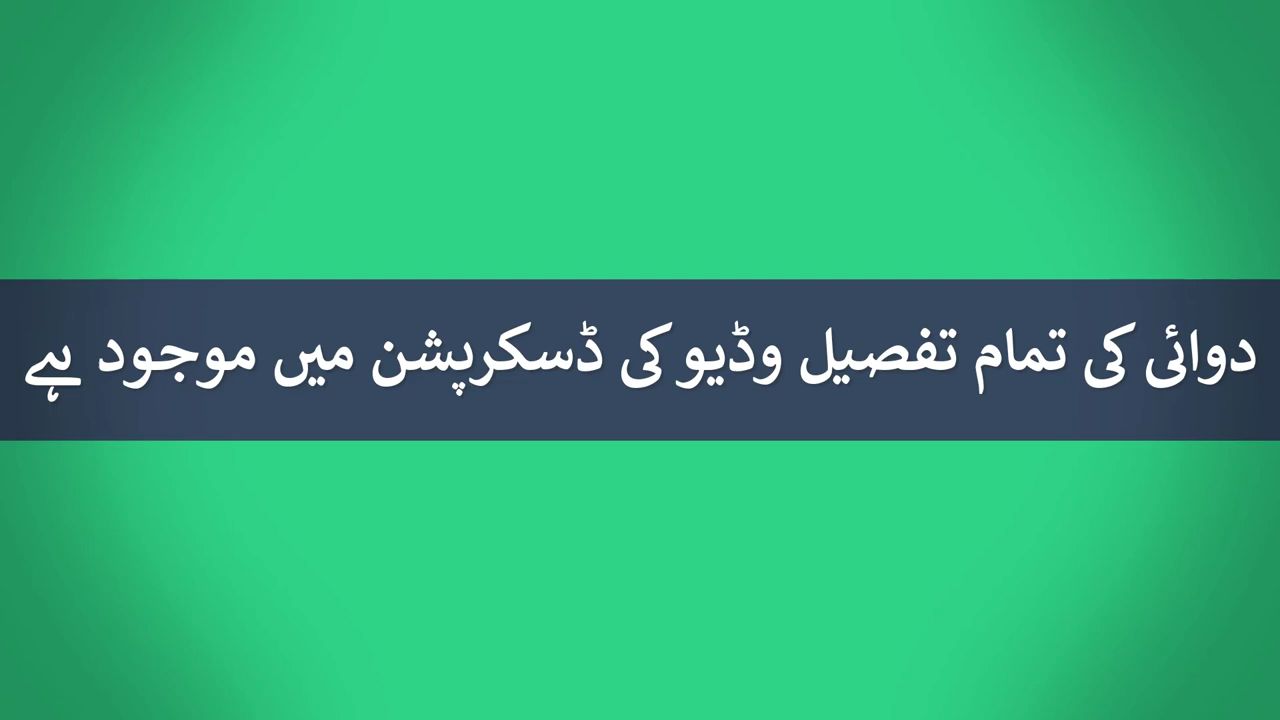 دوائی کی تمام تفصیل وڈیو کی ڈسکرپشن میں موجود ہے